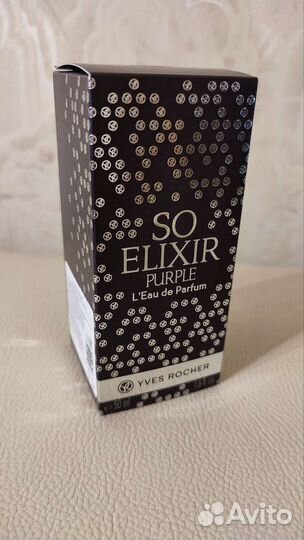 SO
ELIXIR
PURPLE
L'Eau de Parfum
YVES ROCHER
50 ml
Avito